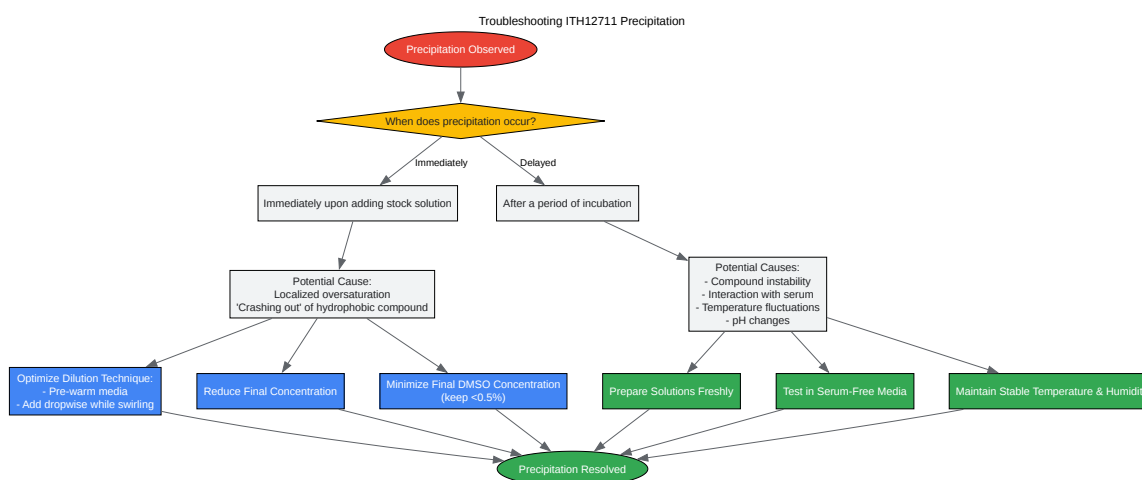 Troubleshooting ITH12711 Precipitation
Precipitation Observed
When does precipitation occur?
Immediately
Delayed
Immediately upon adding stock solution
After a period of incubation
Potential Cause:
Localized oversaturation
'Crashing out' of hydrophobic compound
Potential Causes:
- Compound instability
- Interaction with serum
- Temperature fluctuations
- pH changes
Optimize Dilution Technique:
- Pre-warm media
- Add dropwise while swirling
Reduce Final Concentration
Minimize Final DMSO Concentration
(keep <0.5%)
Prepare Solutions Freshly
Test in Serum-Free Media
Maintain Stable Temperature & Humidit
Precipitation Resolved